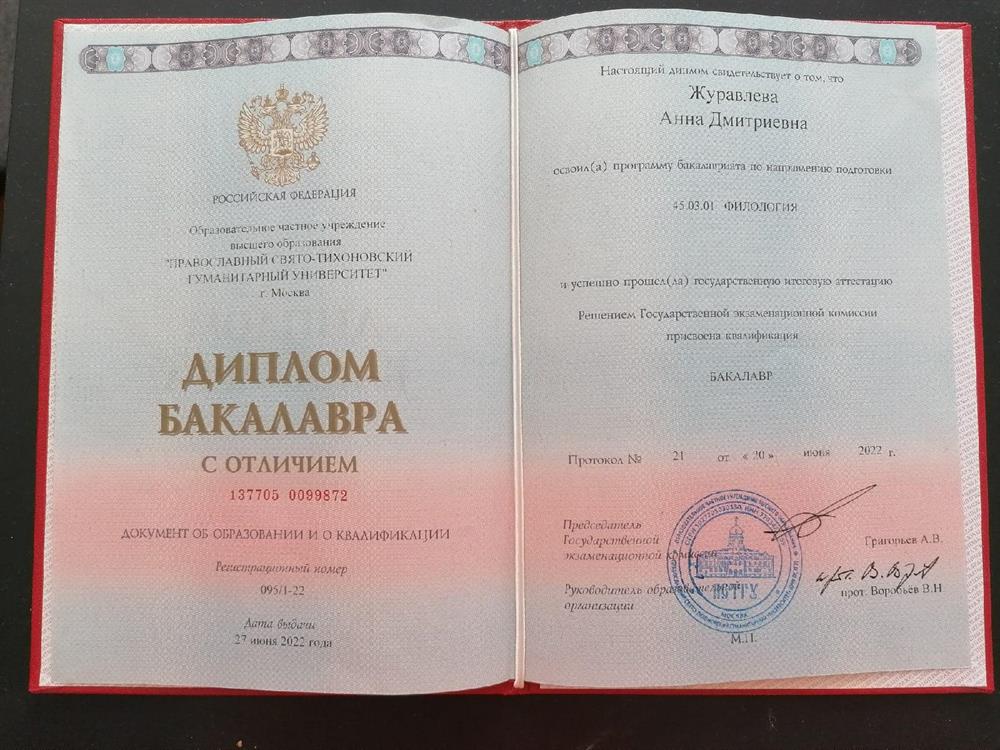 РОССИЙСКАЯ ФЕДЕРАЦИЯ
Образовательное частное учреждение
высшего образования
"ПРАВОСЛАВНЫЙ СВЯТО-ТИХОНОВСКИЙ
ГУМАНИТАРНЫЙ УНИВЕРСИТЕТ"
г. Москва
ДИПЛОМ
БАКАЛАВРА
С ОТЛИЧИЕМ
137705 0099872
ДОКУМЕНТ ОБ ОБРАЗОВАНИИ И О КВАЛИФИКАЦИИ
Регистрационный номер
095/1-22
Дата выдачи
27 июня 2022 года
Настоящий диплом свидетельствует о том, что
Журавлева
Анна Дмитриевна
освоил(а) программу бакалавриата по направлению подготовки
45.03.01 ФИЛОЛОГИЯ
и успешно прошел(ла) государственную итоговую аттестацию
Решением Государственной экзаменационной комиссии
присвоена квалификация
БАКАЛАВР
Протокол № 21 от « 20 » июня 2022 г.
Председатель
Государственной
экзаменационной комиссии
Григорьев А.В.
Руководитель образовательной
организации
прот. Воробьев В.Н
ПСТГУ
МОСКВА
М.П.